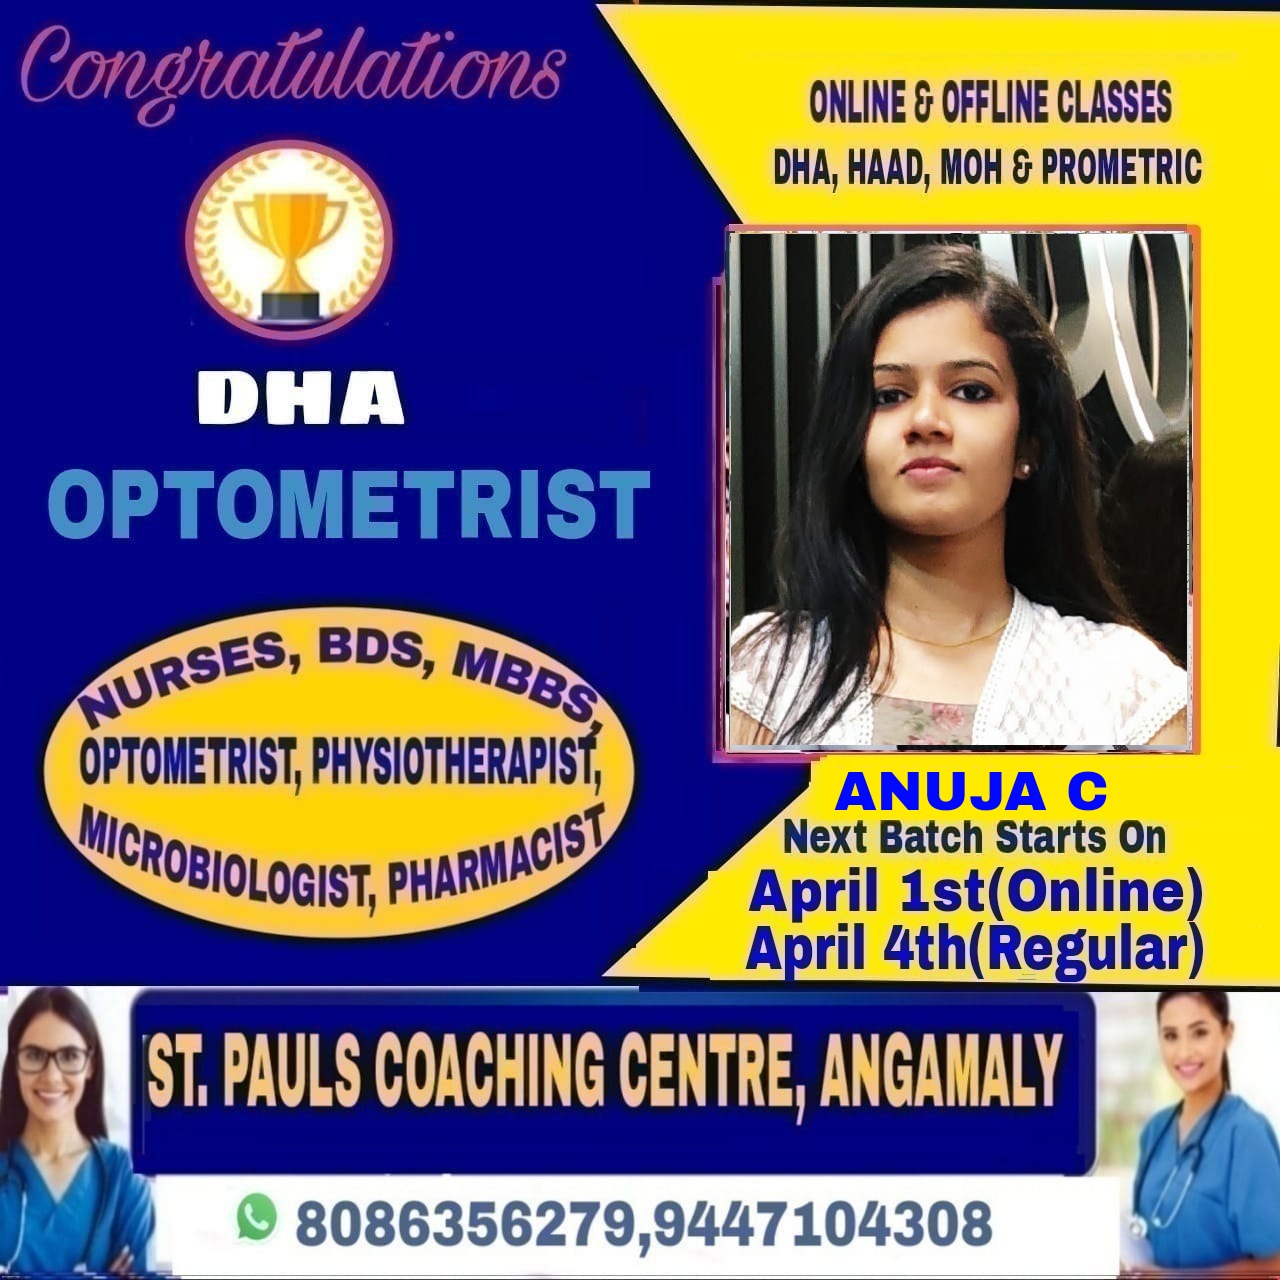 Congratulations
DHA
OPTOMETRIST
NURSES, BDS, MBBS,
OPTOMETRIST, PHYSIOTHERAPIST,
MICROBIOLOGIST, PHARMACIST
ONLINE & OFFLINE CLASSES
DHA, HAAD, MOH & PROMETRIC
ANUJA C
Next Batch Starts On
April 1st(Online)
April 4th(Regular)
ST. PAULS COACHING CENTRE, ANGAMALY
8086356279,9447104308